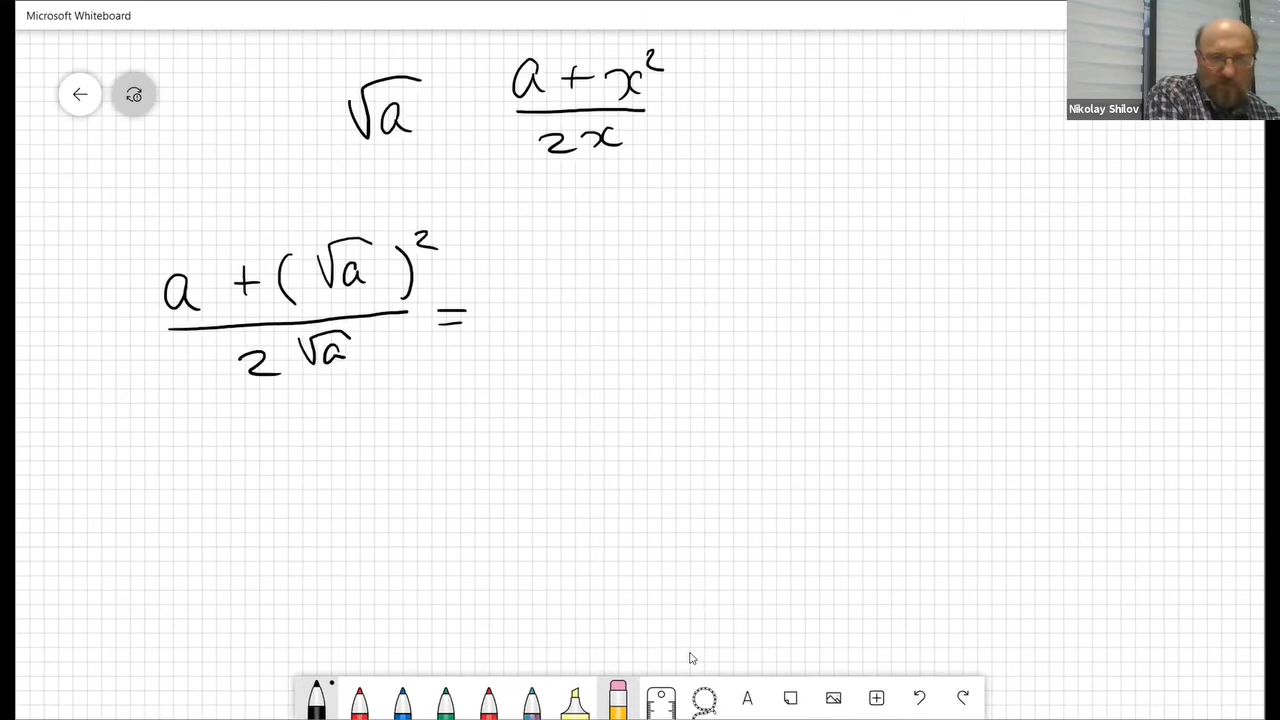 Microsoft Whiteboard
Nikolay Shilov
√a
a + x²
2x
a + (√a)²
2 √a
=
A